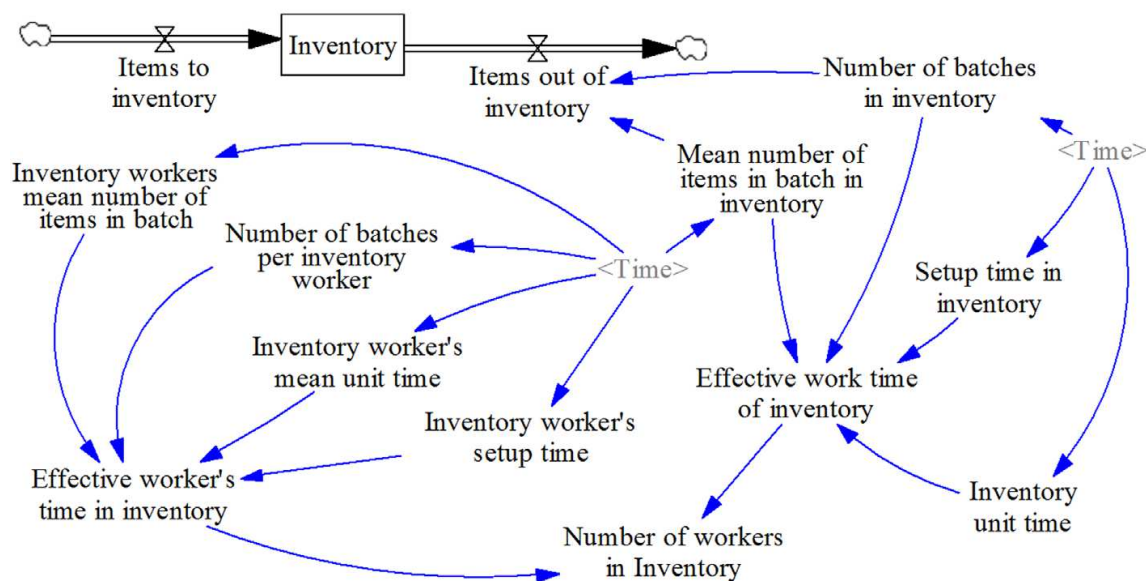 Inventory
Items to
inventory
Items out of
inventory
Number of batches
in inventory
<Time>
Inventory workers
mean number of
items in batch
Mean number of
items in batch in
inventory
Number of batches
per inventory
worker
<Time>
Setup time in
inventory
Inventory worker's
mean unit time
Effective work time
of inventory
Inventory worker's
setup time
Effective worker's
time in inventory
Inventory
unit time
Number of workers
in Inventory